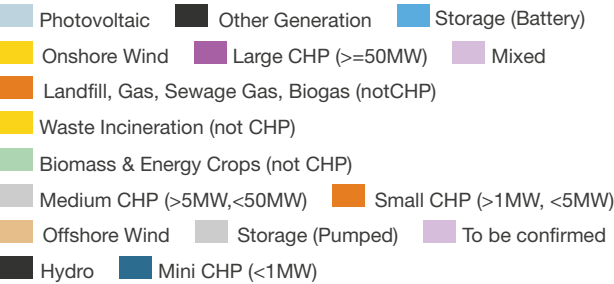 Photovoltaic Other Generation Storage (Battery)
Onshore Wind Large CHP (>=50MW) Mixed
Landfill, Gas, Sewage Gas, Biogas (notCHP)
Waste Incineration (not CHP)
Biomass & Energy Crops (not CHP)
Medium CHP (>5MW,<50MW) Small CHP (>1MW, <5MW)
Offshore Wind Storage (Pumped) To be confirmed
Hydro Mini CHP (<1MW)